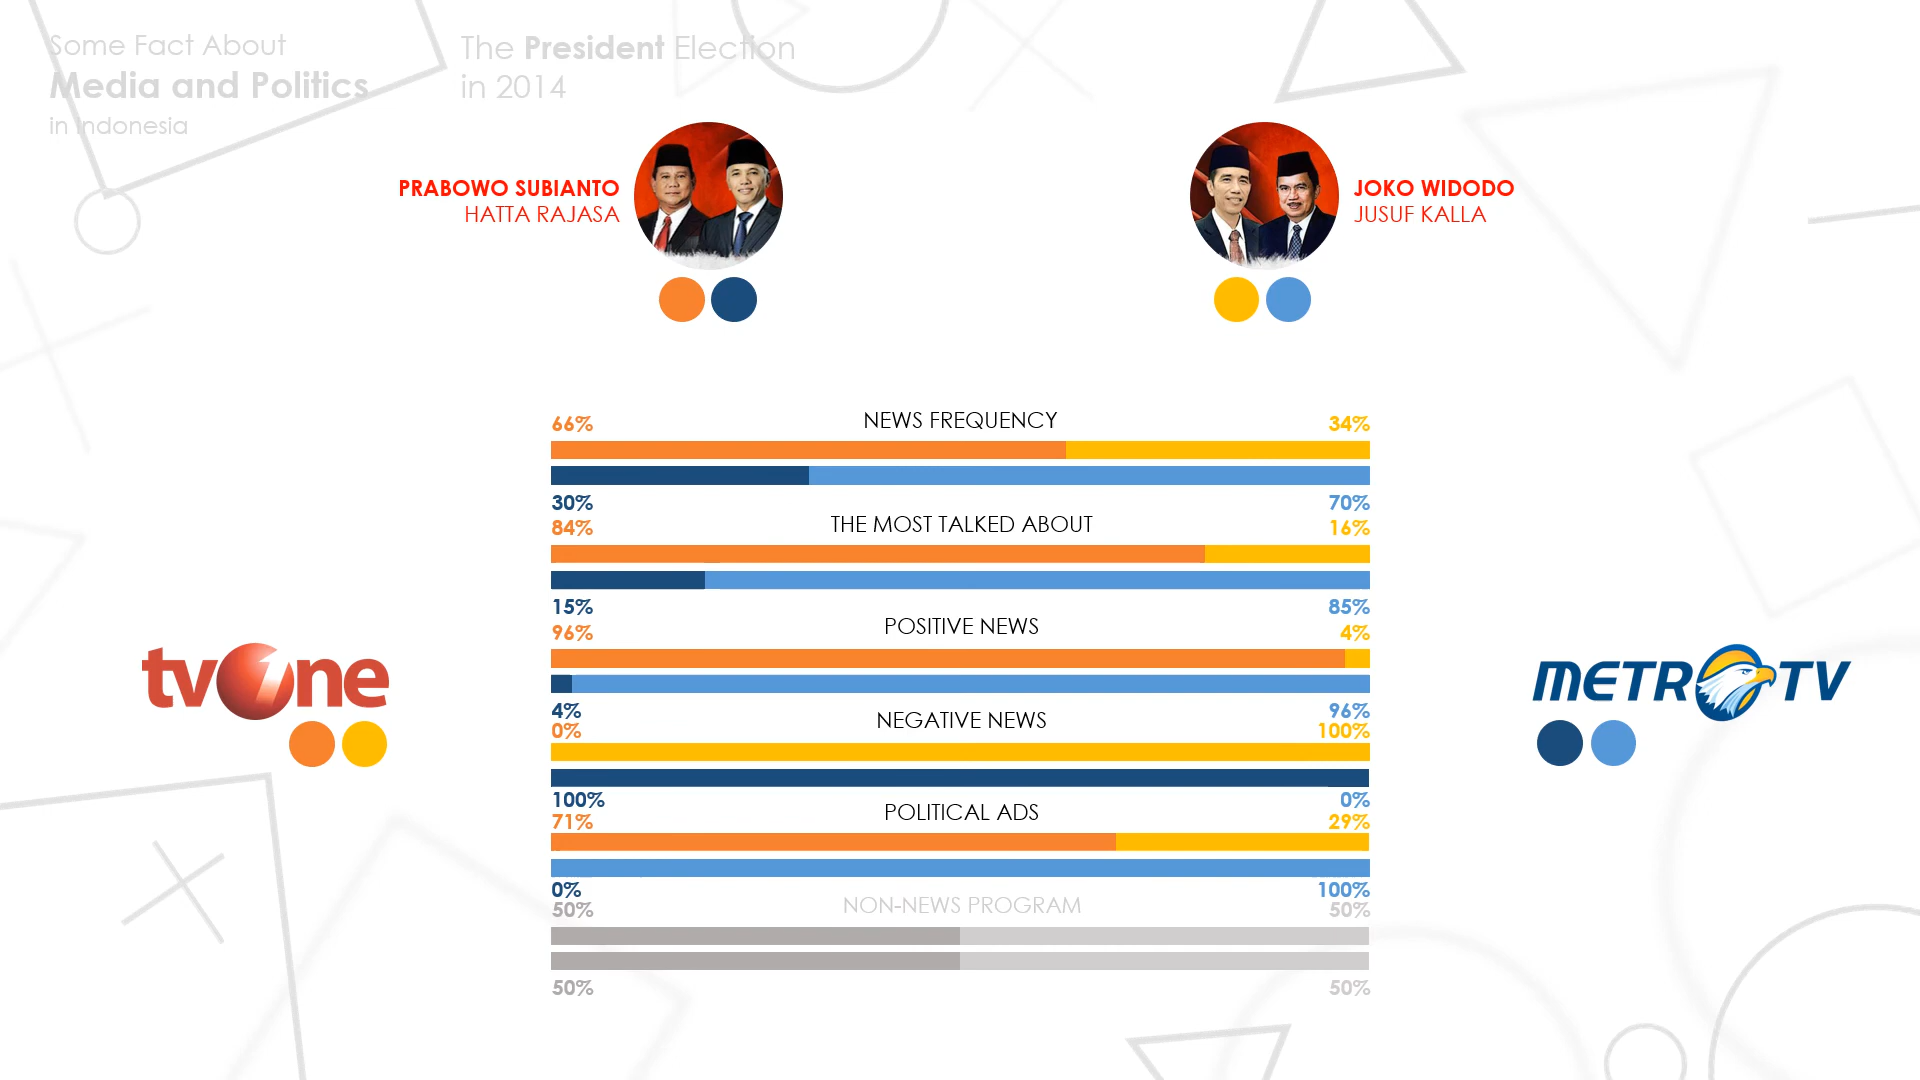 Some Fact About
Media and Politics
in Indonesia
The President Election
in 2014
PRABOWO SUBIANTO
HATTA RAJASA
JOKO WIDODO
JUSUF KALLA
66% NEWS FREQUENCY 34%
30% 70%
84% THE MOST TALKED ABOUT 16%
15% 85%
96% POSITIVE NEWS 4%
4% 96%
0% NEGATIVE NEWS 100%
100% 0%
71% POLITICAL ADS 29%
0% 100%
50% NON-NEWS PROGRAM 50%
50% 50%
tvOne
METRO TV